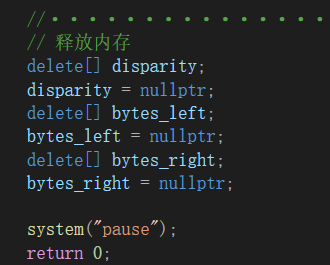 //················
// 释放内存
delete[] disparity;
disparity = nullptr;
delete[] bytes_left;
bytes_left = nullptr;
delete[] bytes_right;
bytes_right = nullptr;
system("pause");
return 0;